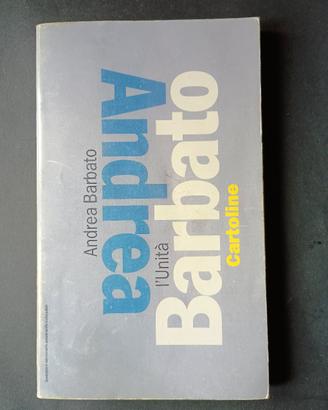 Andrea Barbato
Andrea
l'Unità
Barbato
Cartoline